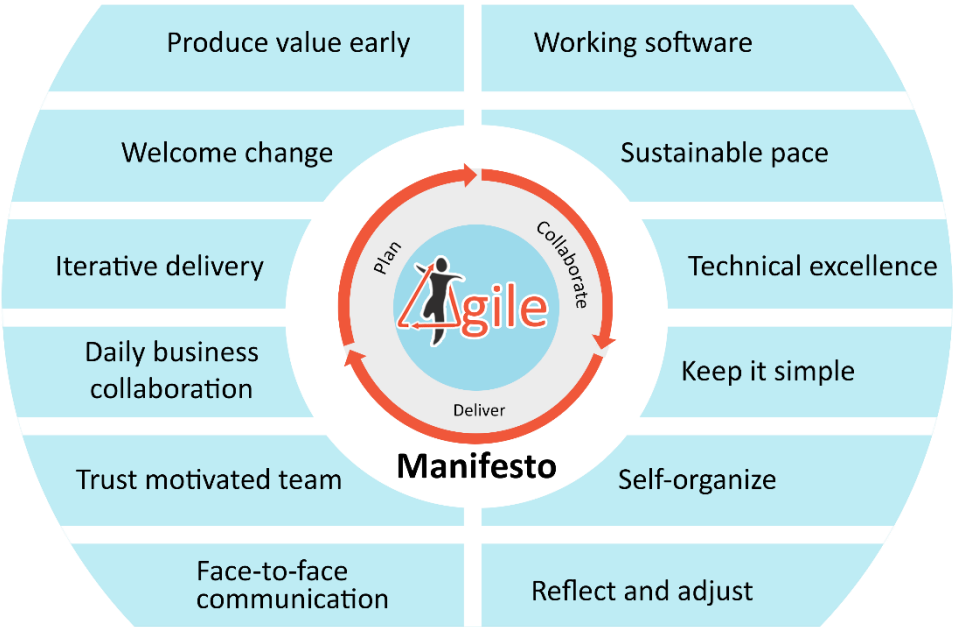 Produce value early
Working software
Welcome change
Sustainable pace
Iterative delivery
Technical excellence
Daily business
collaboration
Keep it simple
Trust motivated team
Self-organize
Face-to-face
communication
Reflect and adjust
Plan
Collaborate
Deliver
Agile
Manifesto